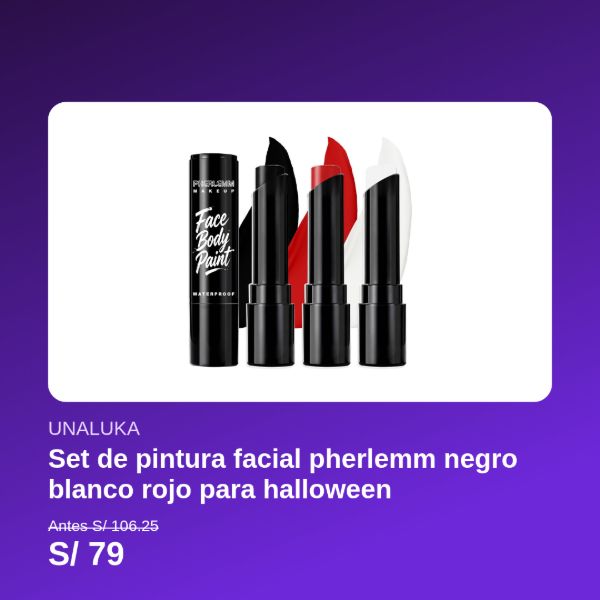 PHERLEMM
MAKEUP
Face
Body
Paint
WATERPROOF
UNALUKA
Set de pintura facial pherlemm negro
blanco rojo para halloween
Antes S/ 106.25
S/ 79